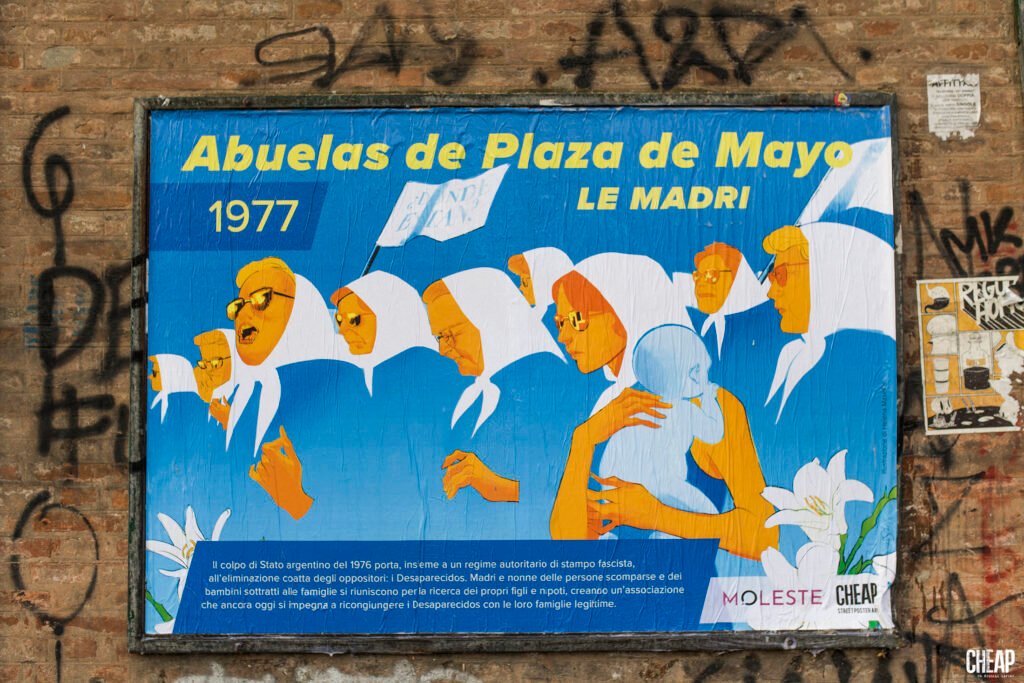 Abuelas de Plaza de Mayo
LE MADRI
1977
DONDE
ESTAN?
Il colpo di Stato argentino del 1976 porta, insieme a un regime autoritario di stampo fascista,
all'eliminazione coatta degli oppositori: i Desaparecidos. Madri e nonne delle persone scomparse e dei
bambini sottratti alle famiglie si riuniscono per la ricerca dei propri figli e nipoti, creando un'associazione
che ancora oggi si impegna a ricongiungere i Desaparecidos con le loro famiglie legittime.
MOLESTE
CHEAP
STREET POSTER ART
AFFITTA
CHEAP